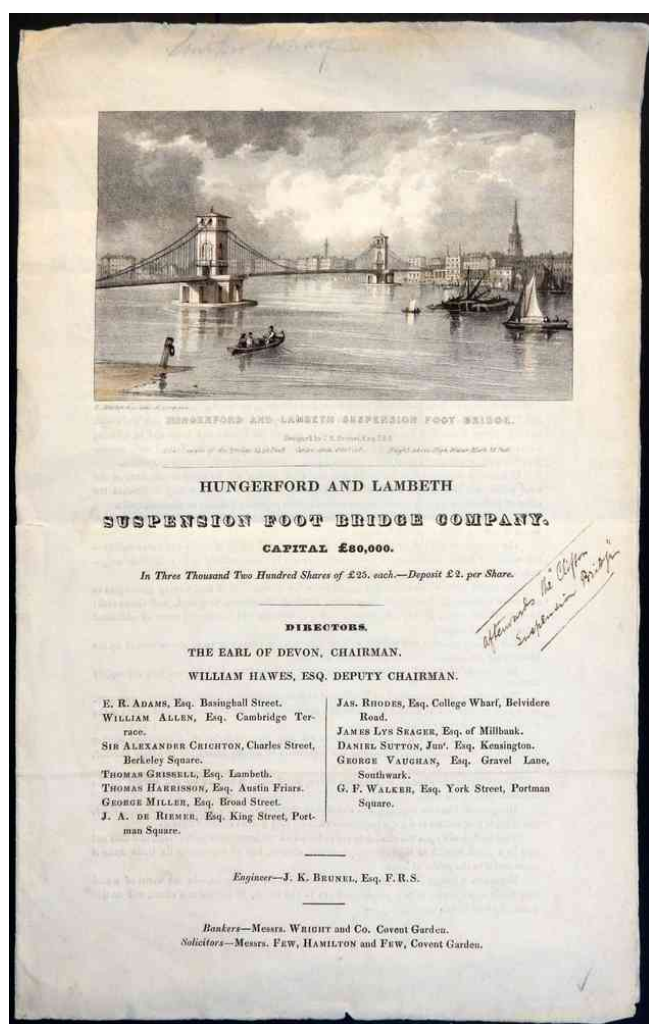 HUNGERFORD AND LAMBETH SUSPENSION FOOT BRIDGE.
HUNGERFORD AND LAMBETH
SUSPENSION FOOT BRIDGE COMPANY.
CAPITAL £80,000.
In Three Thousand Two Hundred Shares of £25. each.—Deposit £2. per Share.
afterwards the "Clifton
Suspension Bridge"
DIRECTORS.
THE EARL OF DEVON, CHAIRMAN.
WILLIAM HAWES, ESQ. DEPUTY CHAIRMAN.
E. R. ADAMS, Esq. Basinghall Street.
WILLIAM ALLEN, Esq. Cambridge Ter-
race.
SIR ALEXANDER CRICHTON, Charles Street,
Berkeley Square.
THOMAS GRISSELL, Esq. Lambeth.
THOMAS HARRISSON, Esq. Austin Friars.
GEORGE MILLER, Esq. Broad Street.
J. A. DE RIEMER, Esq. King Street, Port-
man Square.
JAS. RHODES, Esq. College Wharf, Belvidere
Road.
JAMES LYS SEAGER, Esq. of Millbank.
DANIEL SUTTON, Junr. Esq. Kensington.
GEORGE VAUGHAN, Esq. Gravel Lane,
Southwark.
G. F. WALKER, Esq. York Street, Portman
Square.
Engineer—J. K. BRUNEL, Esq. F.R.S.
Bankers—Messrs. WRIGHT and Co. Covent Garden.
Solicitors—Messrs. FEW, HAMILTON and FEW, Covent Garden.